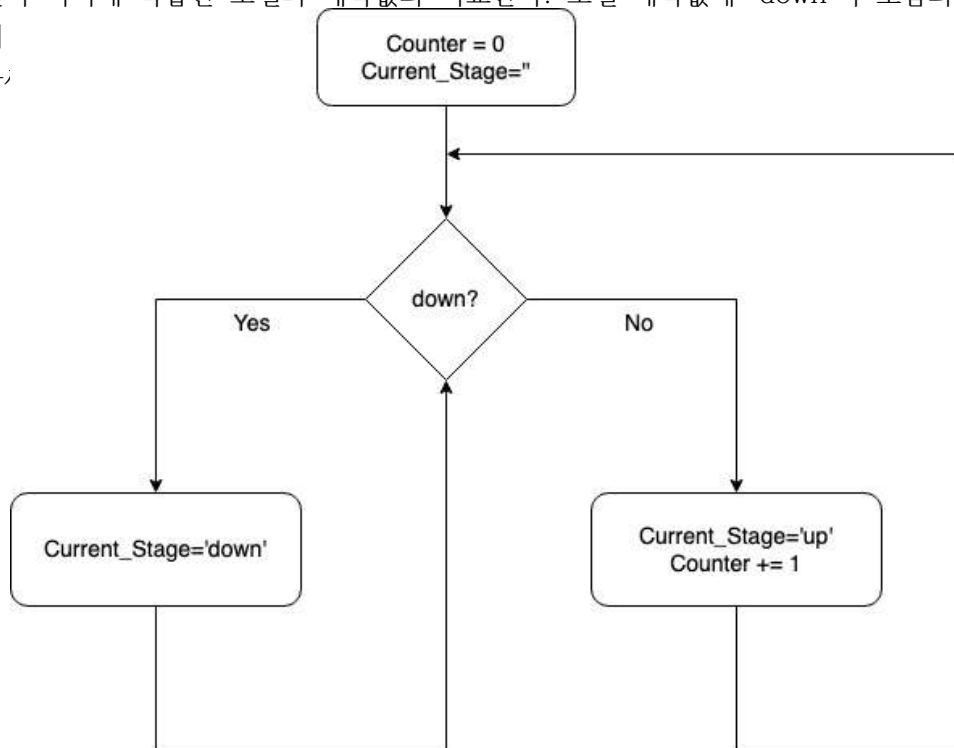 Counter = 0
Current_Stage=''
down?
Yes
No
Current_Stage='down'
Current_Stage='up'
Counter += 1